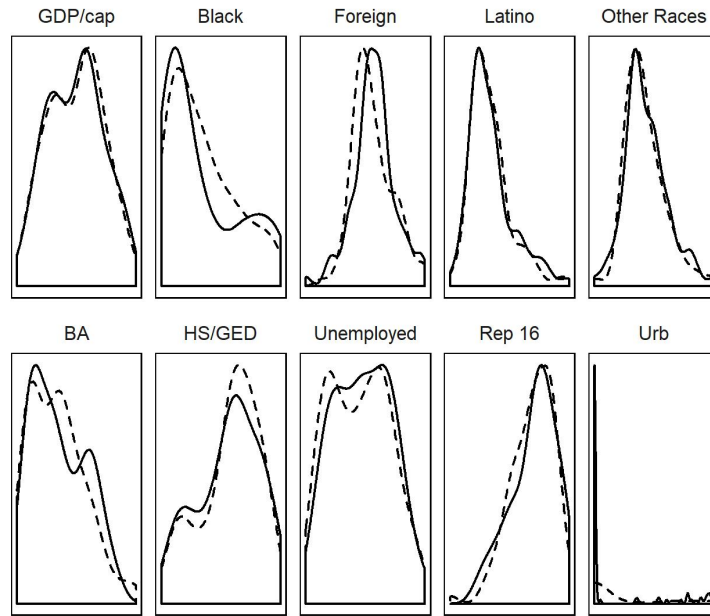 GDP/cap Black Foreign Latino Other Races
BA HS/GED Unemployed Rep 16 Urb